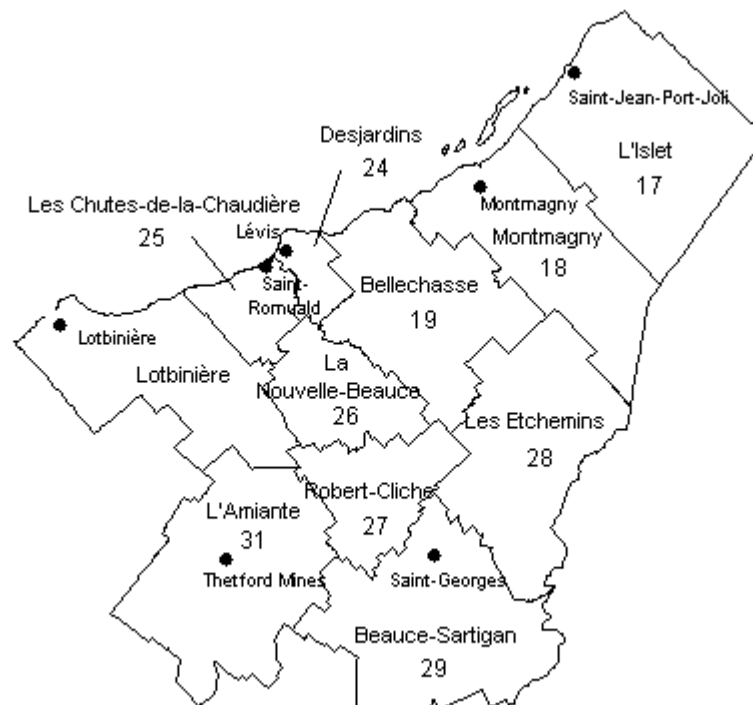 Saint-Jean-Port-Joli
L'Islet
17
Desjardins
24
Montmagny
Montmagny
18
Les Chutes-de-la-Chaudière
25
Lévis
Saint-
Romuald
Bellechasse
19
Lotbinière
Lotbinière
La
Nouvelle-Beauce
26
Les Etchemins
28
Robert-Cliche
27
L'Amiante
31
Thetford Mines
Saint-Georges
Beauce-Sartigan
29